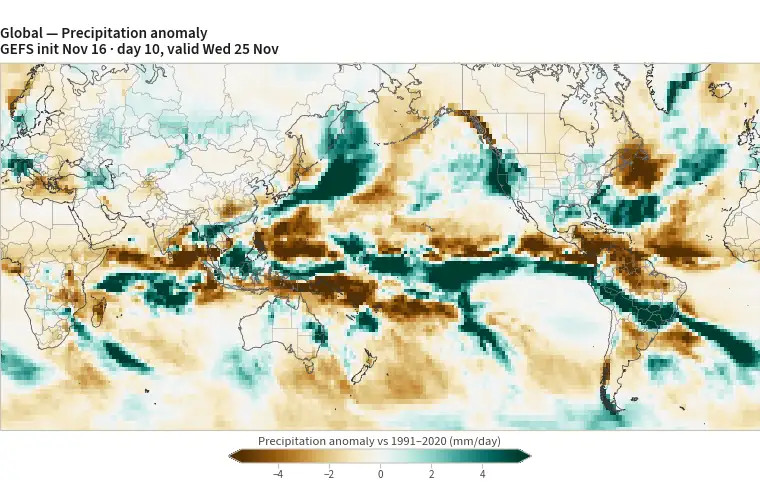 Global — Precipitation anomaly
GEFS init Nov 16 · day 10, valid Wed 25 Nov
Precipitation anomaly vs 1991–2020 (mm/day)
−4 −2 0 2 4